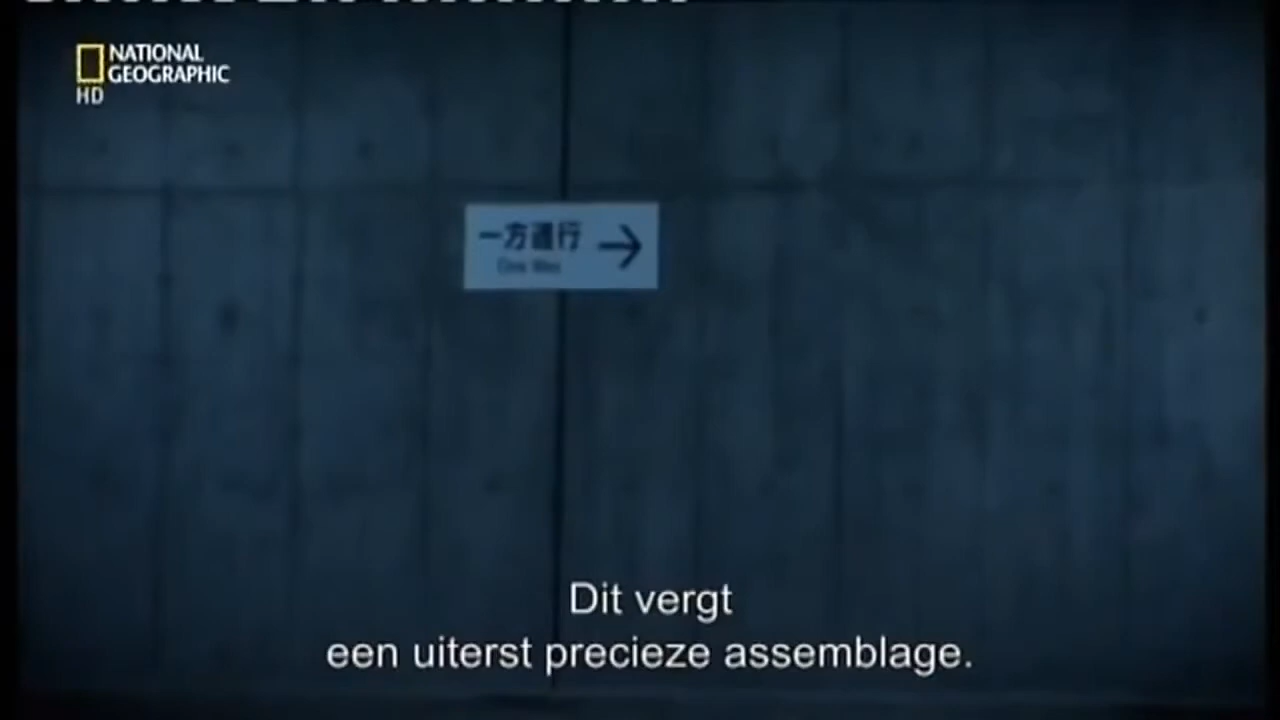 NATIONAL
GEOGRAPHIC
HD
一方通行
One Way
Dit vergt
een uiterst precieze assemblage.